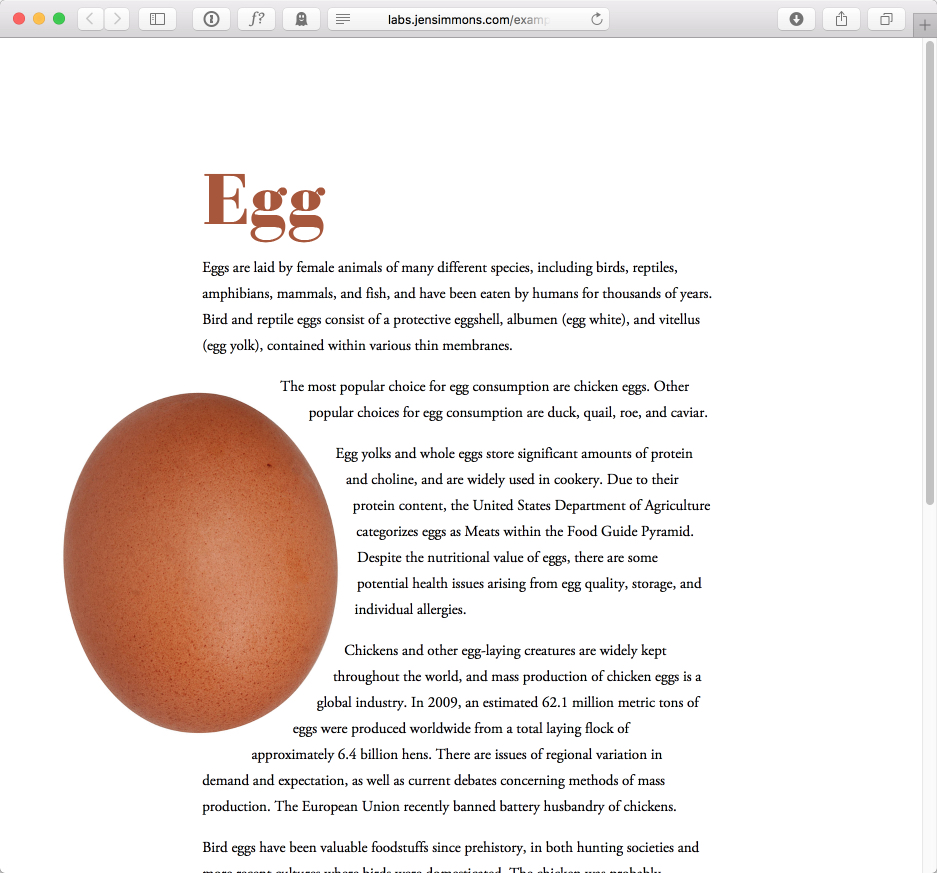 f?
labs.jensimmons.com/examp
Egg
Eggs are laid by female animals of many different species, including birds, reptiles,
amphibians, mammals, and fish, and have been eaten by humans for thousands of years.
Bird and reptile eggs consist of a protective eggshell, albumen (egg white), and vitellus
(egg yolk), contained within various thin membranes.
The most popular choice for egg consumption are chicken eggs. Other
popular choices for egg consumption are duck, quail, roe, and caviar.
Egg yolks and whole eggs store significant amounts of protein
and choline, and are widely used in cookery. Due to their
protein content, the United States Department of Agriculture
categorizes eggs as Meats within the Food Guide Pyramid.
Despite the nutritional value of eggs, there are some
potential health issues arising from egg quality, storage, and
individual allergies.
Chickens and other egg-laying creatures are widely kept
throughout the world, and mass production of chicken eggs is a
global industry. In 2009, an estimated 62.1 million metric tons of
eggs were produced worldwide from a total laying flock of
approximately 6.4 billion hens. There are issues of regional variation in
demand and expectation, as well as current debates concerning methods of mass
production. The European Union recently banned battery husbandry of chickens.
Bird eggs have been valuable foodstuffs since prehistory, in both hunting societies and
more recent cultures where birds were domesticated. The chicken was probably